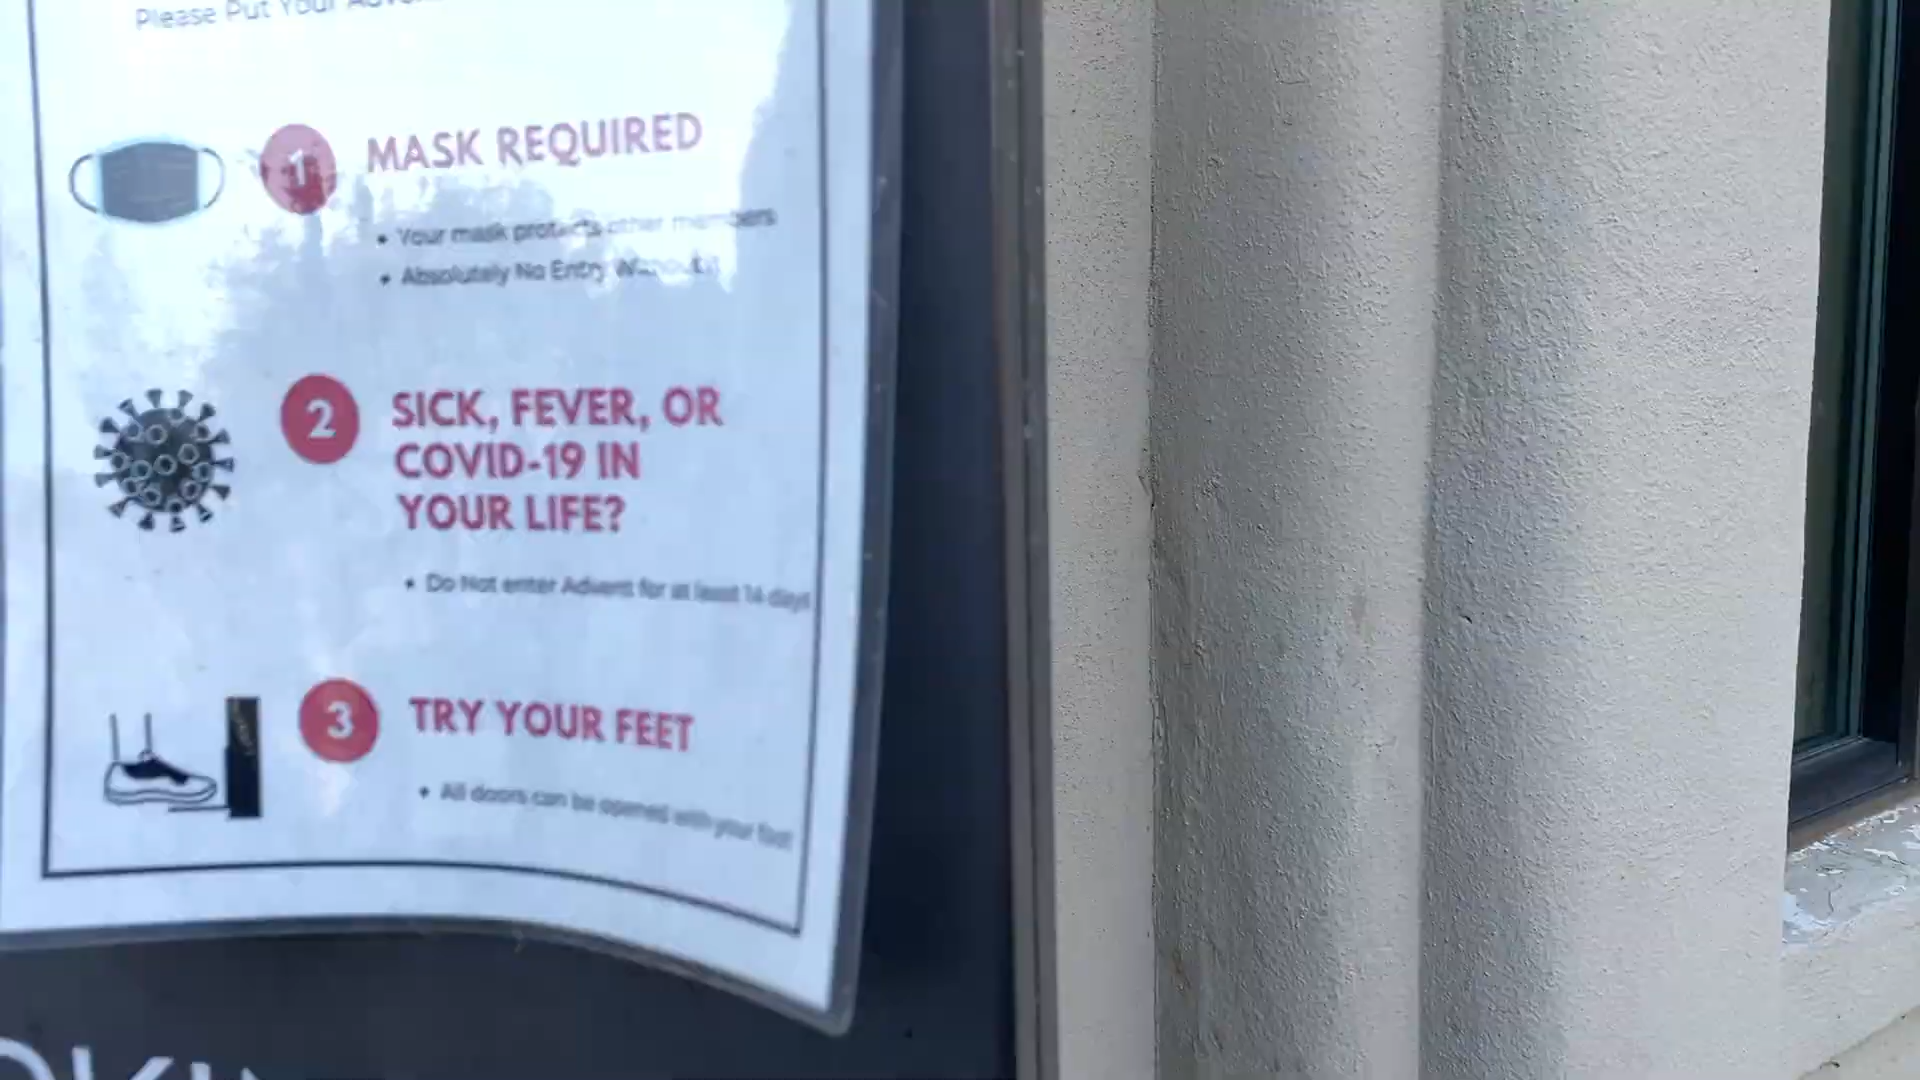 Please Put Your
1 MASK REQUIRED
• Your mask protects other members
• Absolutely No Entry Without it
2 SICK, FEVER, OR
COVID-19 IN
YOUR LIFE?
• Do Not enter Advent for at least 14 days
3 TRY YOUR FEET
• All doors can be opened with your foot